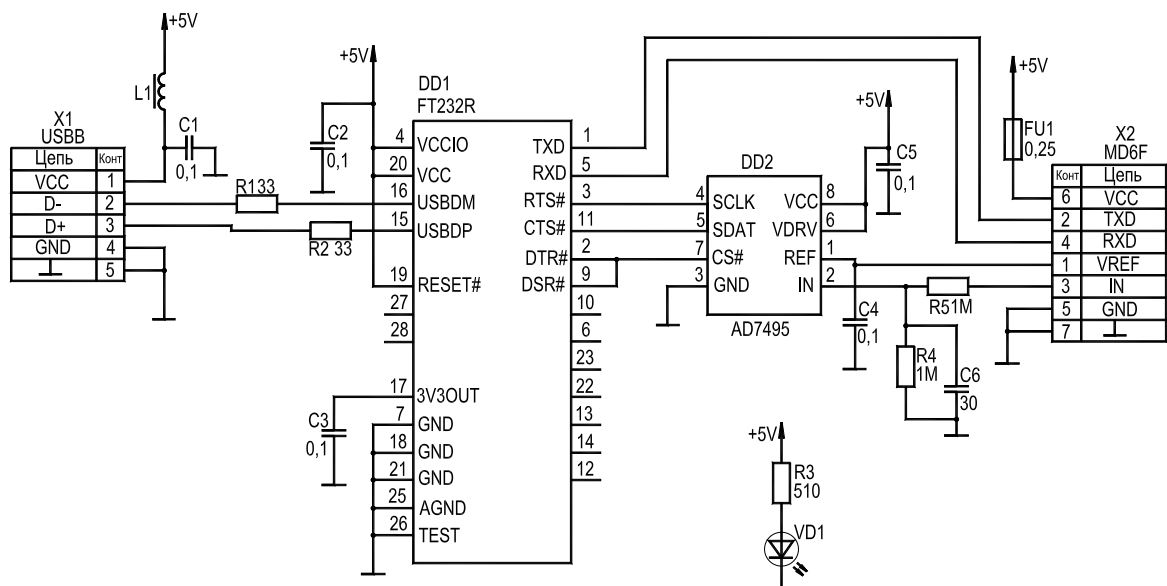 +5V
L1
C1
0,1
X1
USBB
Цепь Конт
VCC 1
D- 2
D+ 3
GND 4
5
R133
R2 33
+5V
C2
0,1
DD1
FT232R
4 VCCIO
20 VCC
16 USBDM
15 USBDP
19 RESET#
27
28
17 3V3OUT
7 GND
18 GND
21 GND
25 AGND
26 TEST
C3
0,1
TXD 1
RXD 5
RTS# 3
CTS# 11
DTR# 2
DSR# 9
10
6
23
22
13
14
12
DD2
4 SCLK
5 SDAT
7 CS#
3 GND
VCC 8
VDRV 6
REF 1
IN 2
AD7495
+5V
C5
0,1
C4
0,1
R51M
R4
1M
C6
30
+5V
R3
510
VD1
+5V
FU1
0,25
X2
MD6F
Конт Цепь
6 VCC
2 TXD
4 RXD
1 VREF
3 IN
5 GND
7